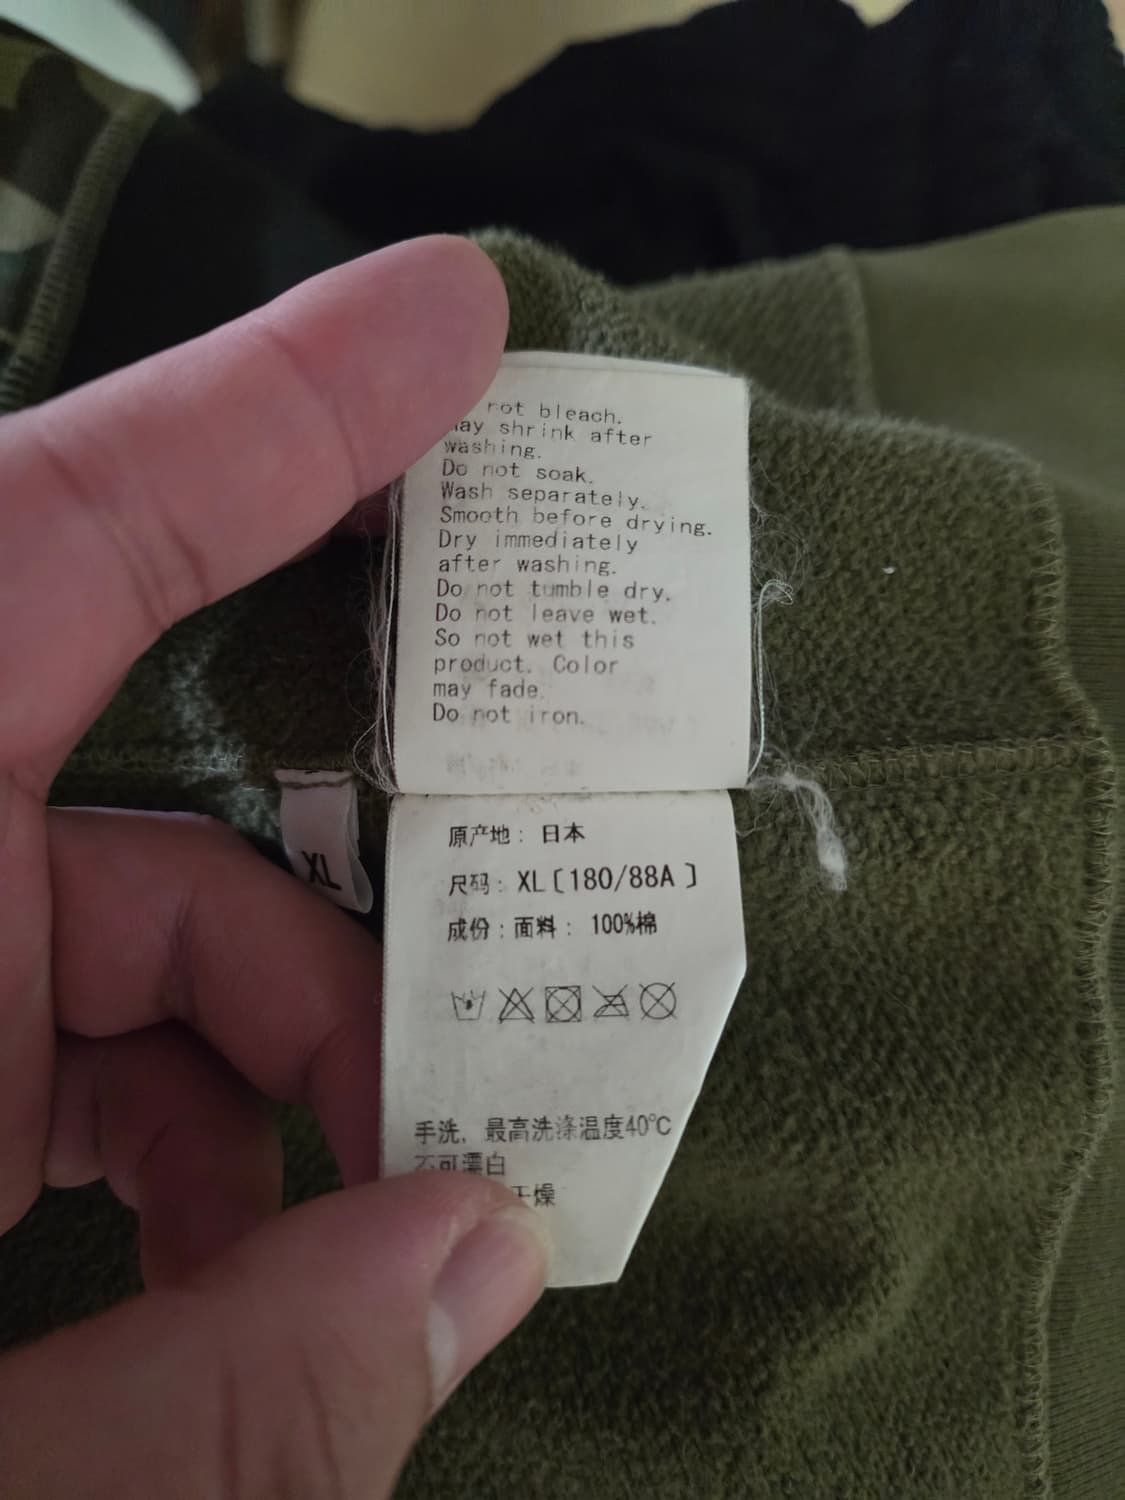 not bleach.
may shrink after
washing.
Do not soak.
Wash separately.
Smooth before drying.
Dry immediately
after washing.
Do not tumble dry.
Do not leave wet.
So not wet this
product. Color
may fade.
Do not iron.
XL
原产地：日本
尺码：XL〔180/88A〕
成份：面料：100%棉
手洗，最高洗涤温度40℃
不可漂白
干燥